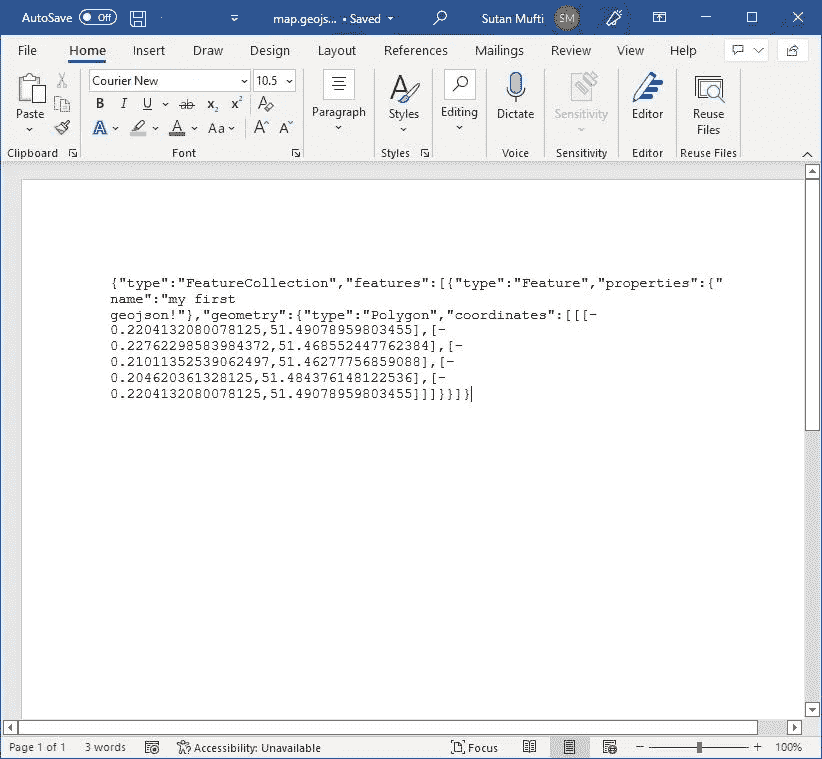 AutoSave Off map.geojs... • Saved Sutan Mufti SM
File Home Insert Draw Design Layout References Mailings Review View Help
Courier New 10.5
Paste B I U ab x₂ x² A Paragraph Styles Editing Dictate Sensitivity Editor Reuse Files
A A Aa A A
Clipboard Font Styles Voice Sensitivity Editor Reuse Files
{"type":"FeatureCollection","features":[{"type":"Feature","properties":{"
name":"my first
geojson!"},"geometry":{"type":"Polygon","coordinates":[[[-
0.2204132080078125,51.49078959803455],[-
0.22762298583984372,51.468552447762384],[-
0.21011352539062497,51.46277756859088],[-
0.204620361328125,51.484376148122536],[-
0.2204132080078125,51.49078959803455]]]}}]}
Page 1 of 1 3 words Accessibility: Unavailable Focus 100%